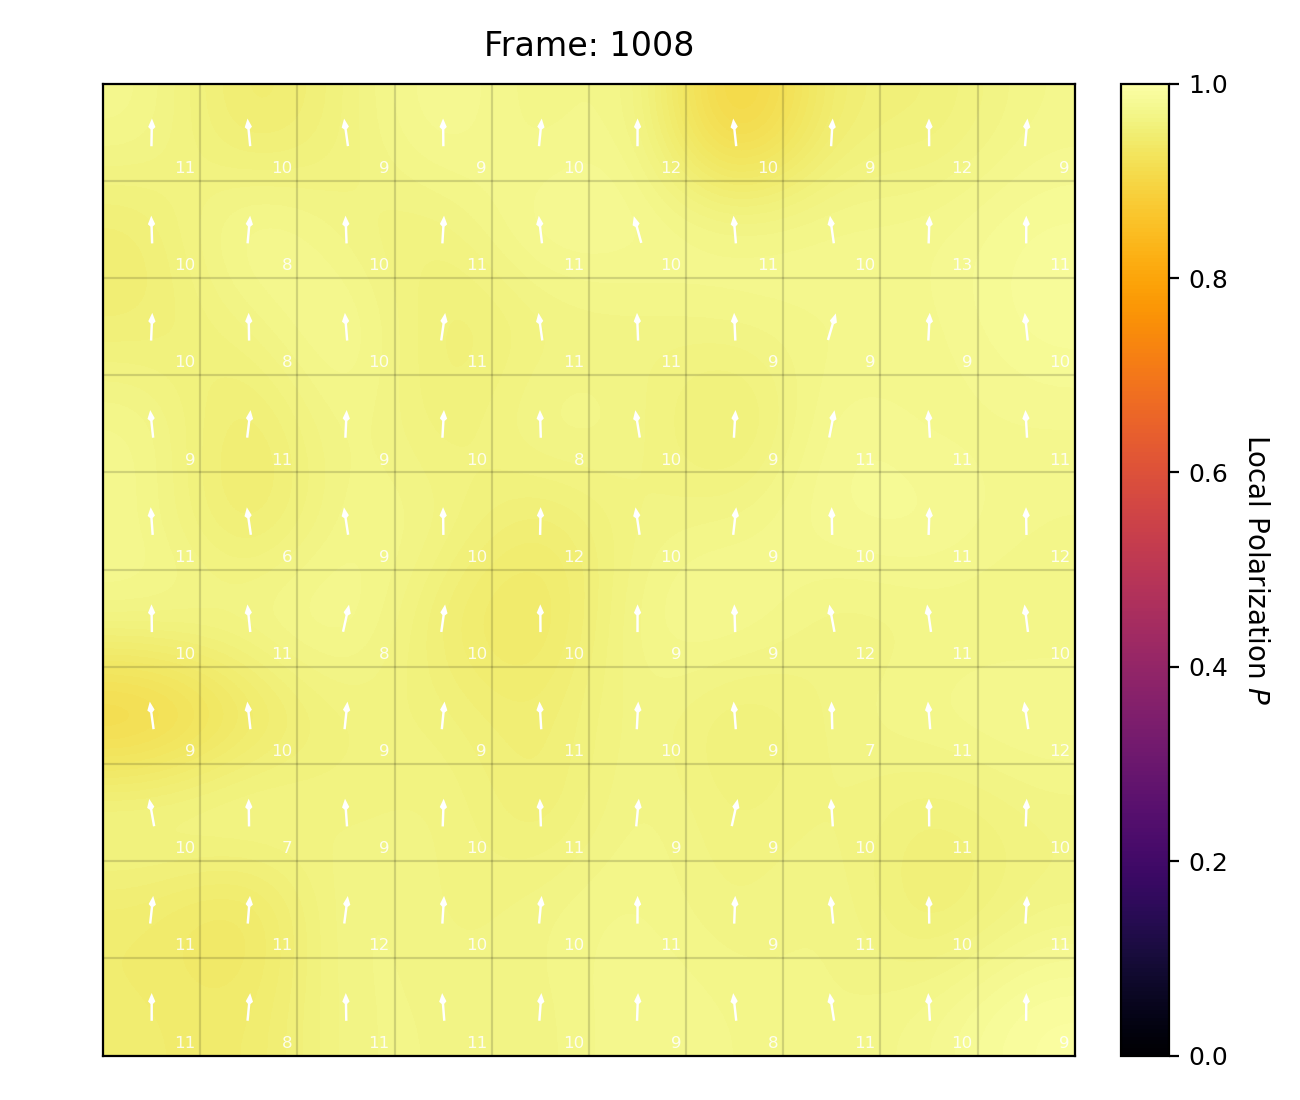 Frame: 1008
11 10 9 9 10 12 10 9 12 9
10 8 10 11 11 10 11 10 13 11
10 8 10 11 11 11 9 9 9 10
9 11 9 10 8 10 9 11 11 11
11 6 9 10 12 10 9 10 11 12
10 11 8 10 10 9 9 12 11 10
9 10 9 9 11 10 9 7 11 12
10 7 9 10 11 9 9 10 11 10
11 11 12 10 10 11 9 11 10 11
11 8 11 11 10 9 8 11 10 9
1.0
0.8
0.6
0.4
0.2
0.0
Local Polarization P